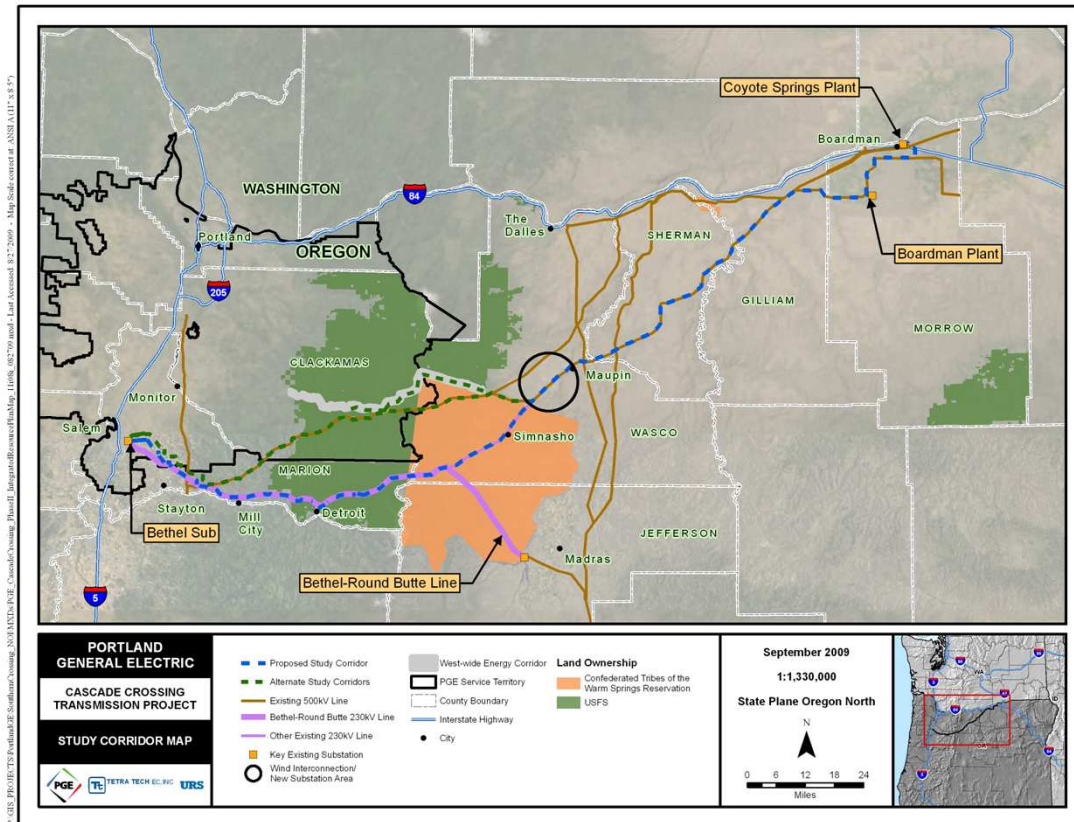 Coyote Springs Plant
Boardman
WASHINGTON
84
The
Dalles
SHERMAN
Portland
OREGON
Boardman Plant
205
GILLIAM
MORROW
CLACKAMAS
Maupin
Monitor
Salem
Simnasho
WASCO
MARION
Stayton
Mill
City
Detroit
JEFFERSON
Bethel Sub
Madras
Bethel-Round Butte Line
5
PORTLAND
GENERAL ELECTRIC
CASCADE CROSSING
TRANSMISSION PROJECT
STUDY CORRIDOR MAP
PGE
Tt TETRA TECH EC, INC
URS
Proposed Study Corridor
Alternate Study Corridors
Existing 500kV Line
Bethel-Round Butte 230kV Line
Other Existing 230kV Line
Key Existing Substation
Wind Interconnection/
New Substation Area
West-wide Energy Corridor
PGE Service Territory
County Boundary
Interstate Highway
City
Land Ownership
Confederated Tribes of the
Warm Springs Reservation
USFS
September 2009
1:1,330,000
State Plane Oregon North
N
0 6 12 18 24
Miles
WA
ID